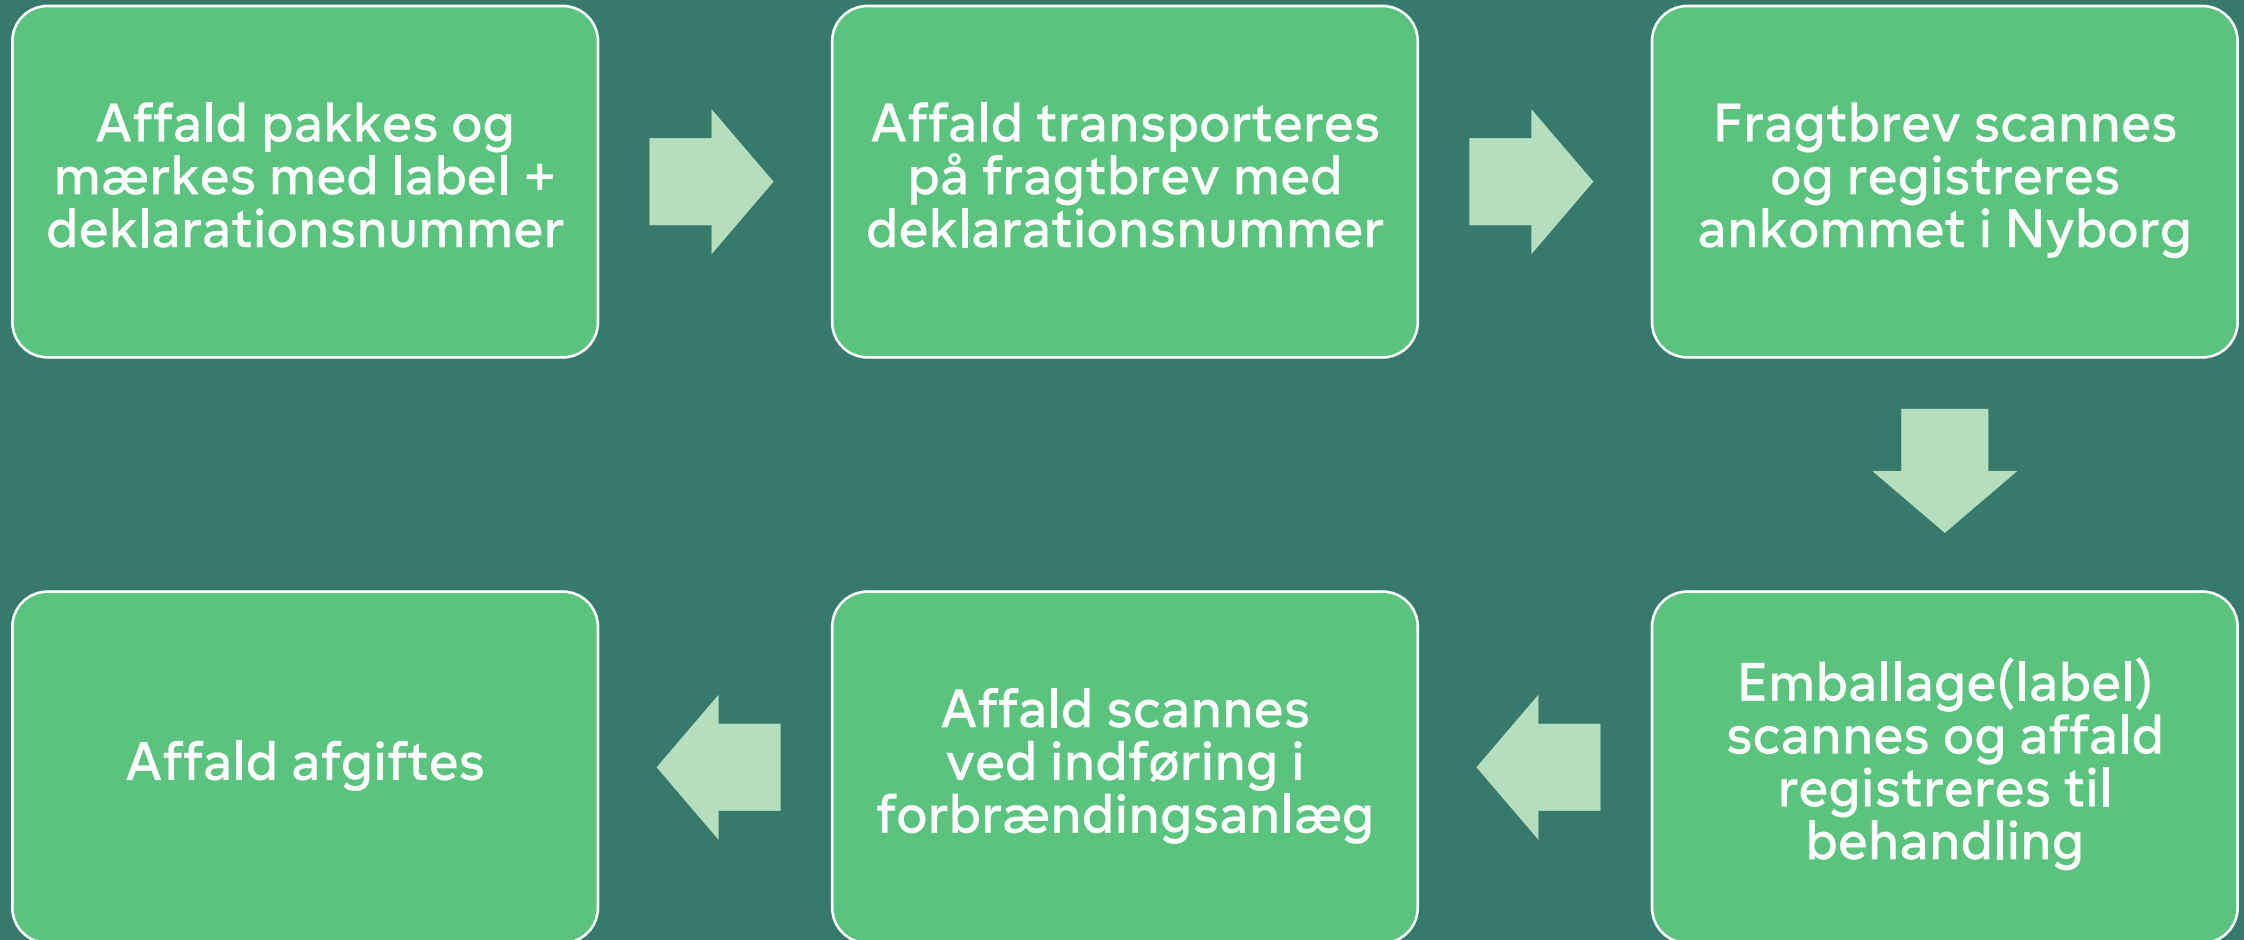 Affald pakkes og
mærkes med label +
deklarationsnummer
Affald transporteres
på fragtbrev med
deklarationsnummer
Fragtbrev scannes
og registreres
ankommet i Nyborg
Emballage(label)
scannes og affald
registreres til
behandling
Affald scannes
ved indføring i
forbrændingsanlæg
Affald afgiftes